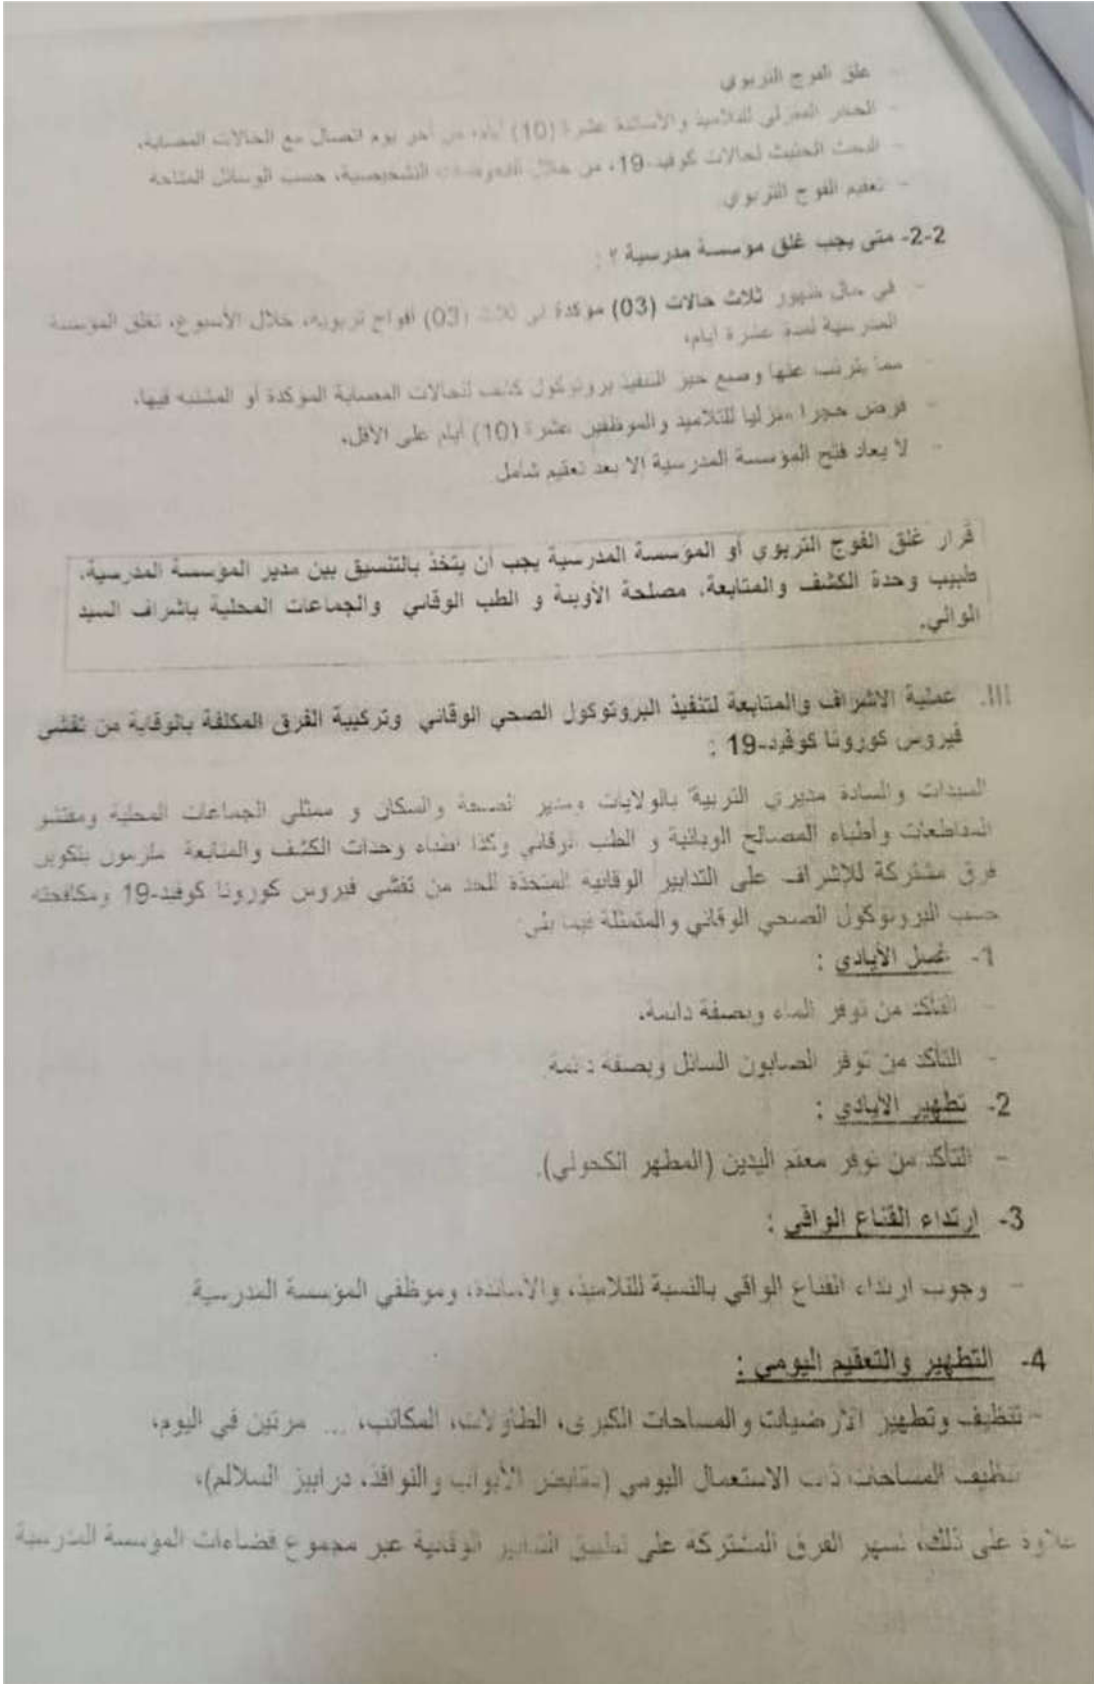 - غلق الفوج التربوي
- الحجر المنزلي للتلاميذ والأساتذة عشرة (10) أيام من آخر يوم اتصال مع الحالات المصابة،
- البحث الحثيث لحالات كوفيد-19، من خلال الفحوصات التشخيصية، حسب الوسائل المتاحة
- تعقيم الفوج التربوي.
2-2- متى يجب غلق مؤسسة مدرسية ؟ :
- في حال ظهور ثلاث حالات (03) مؤكدة في ثلاث (03) أفواج تربوية، خلال الأسبوع، تغلق المؤسسة
المدرسية لمدة عشرة أيام،
- مما يترتب عنها وضع حيز التنفيذ بروتوكول كشف للحالات المصابة المؤكدة أو المشتبه فيها،
- فرض حجرا منزليا للتلاميذ والموظفين عشرة (10) أيام على الأقل،
- لا يعاد فتح المؤسسة المدرسية إلا بعد تعقيم شامل
قرار غلق الفوج التربوي أو المؤسسة المدرسية يجب أن يتخذ بالتنسيق بين مدير المؤسسة المدرسية،
طبيب وحدة الكشف والمتابعة، مصلحة الأوبئة و الطب الوقائي والجماعات المحلية بإشراف السيد
الوالي.
III. عملية الاشراف والمتابعة لتنفيذ البروتوكول الصحي الوقائي وتركيبة الفرق المكلفة بالوقاية من تفشي
فيروس كورونا كوفيد-19 :
السيدات والسادة مديري التربية بالولايات ومدير الصحة والسكان و ممثلي الجماعات المحلية ومفتشو
المقاطعات وأطباء المصالح الوبائية و الطب الوقائي وكذا أطباء وحدات الكشف والمتابعة ملزمون بتكوين
فرق مشتركة للإشراف على التدابير الوقائية المتخذة للحد من تفشي فيروس كورونا كوفيد-19 ومكافحته
حسب البروتوكول الصحي الوقائي والمتمثلة فيما يلي:
1- غسل الأيادي :
- التأكد من توفر الماء وبصفة دائمة،
- التأكد من توفر الصابون السائل وبصفة دائمة
2- تطهير الأيادي :
- التأكد من توفر معقم اليدين (المطهر الكحولي).
3- ارتداء القناع الواقي :
- وجوب ارتداء القناع الواقي بالنسبة للتلاميذ، والأساتذة، وموظفي المؤسسة المدرسية
4- التطهير والتعقيم اليومي :
- تنظيف وتطهير الأرضيات والمساحات الكبرى، الطاولات، المكاتب، ... مرتين في اليوم،
تنظيف المساحات ذات الاستعمال اليومي (مقابض الأبواب والنوافذ، درابيز السلالم)،
علاوة على ذلك، تسهر الفرق المشتركة على تطبيق التدابير الوقائية عبر مجموع فضاءات المؤسسة المدرسية